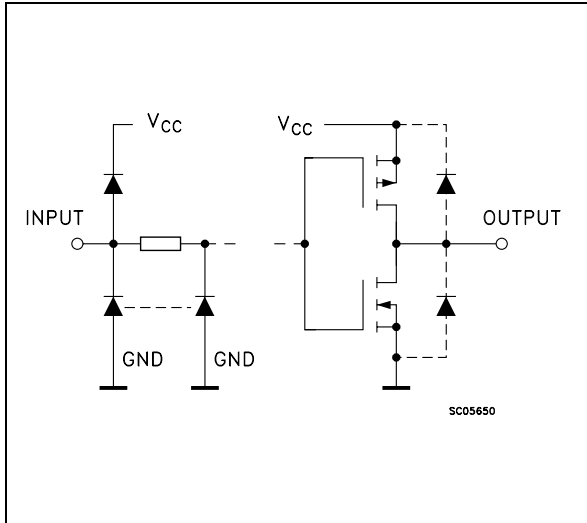 VCC
VCC
INPUT
OUTPUT
GND
GND
SC05650